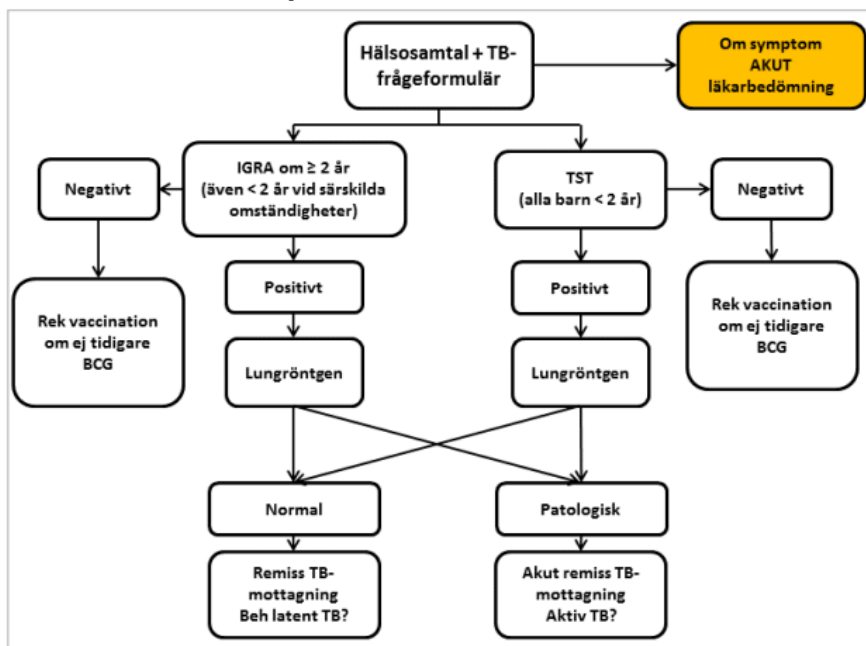 Hälsosamtal + TB-
frågeformulär
Om symptom
AKUT
läkarbedömning
Negativt
IGRA om ≥ 2 år
(även < 2 år vid särskilda
omständigheter)
TST
(alla barn < 2 år)
Negativt
Rek vaccination
om ej tidigare
BCG
Positivt
Positivt
Rek vaccination
om ej tidigare
BCG
Lungröntgen
Lungröntgen
Normal
Patologisk
Remiss TB-
mottagning
Beh latent TB?
Akut remiss TB-
mottagning
Aktiv TB?